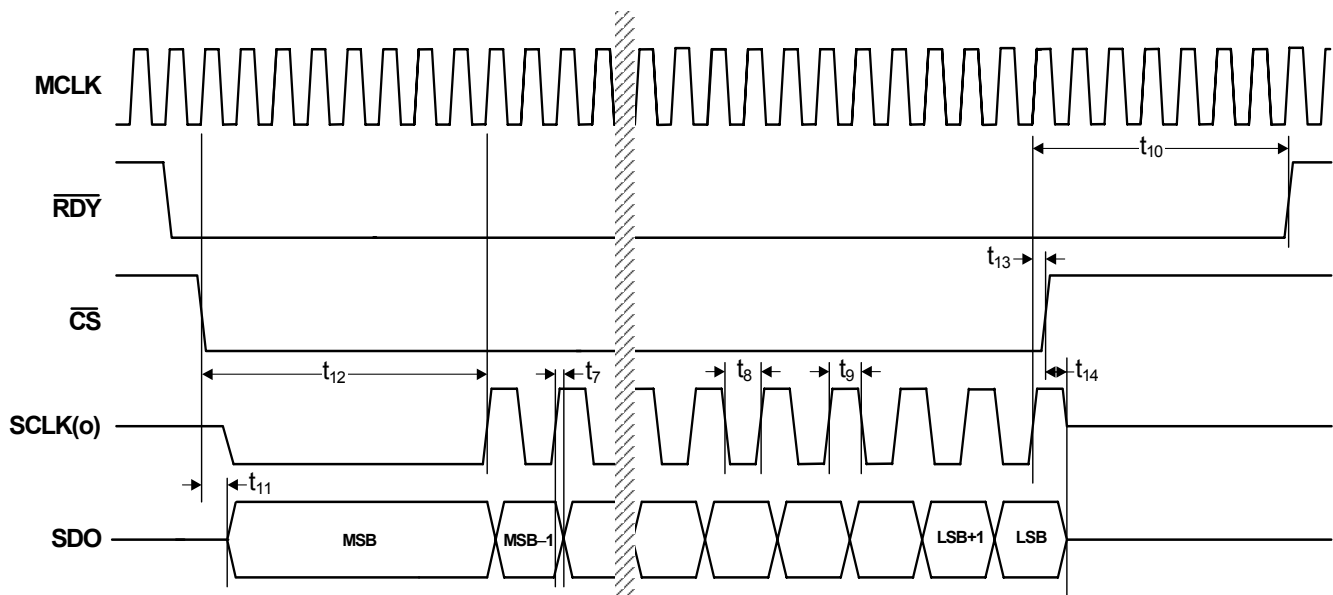 MCLK
t10
RDY
t13
CS
t12
t7
t8
t9
t14
SCLK(o)
t11
SDO
MSB
MSB–1
LSB+1
LSB